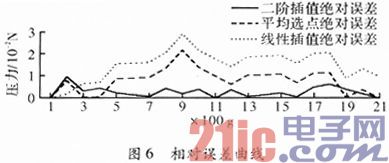 二阶插值绝对误差
平均选点绝对误差
线性插值绝对误差
压力/10⁻²N
3
2
1
0
1 3 5 7 9 11 13 15 17 19 21
×100 g
21ic.com 电子网
图 6 相对误差曲线